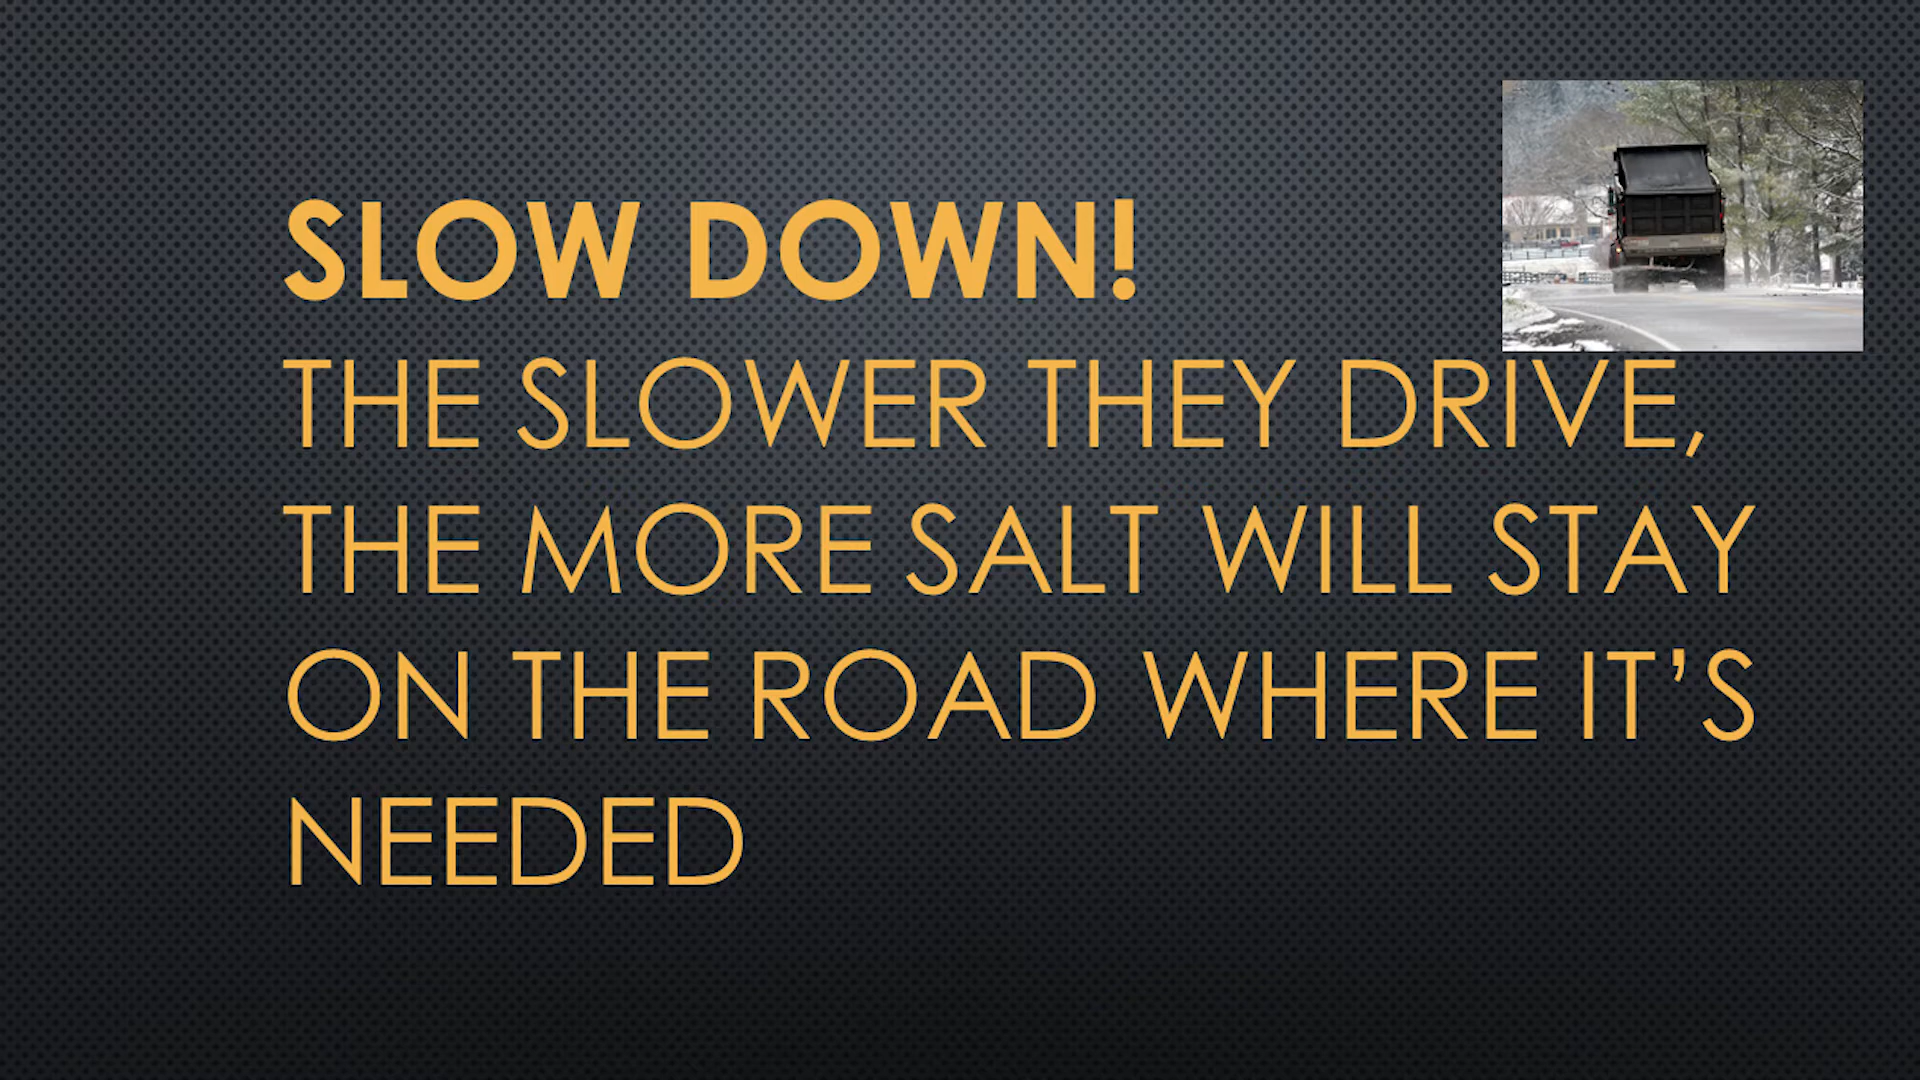 SLOW DOWN!
THE SLOWER THEY DRIVE,
THE MORE SALT WILL STAY
ON THE ROAD WHERE IT’S
NEEDED